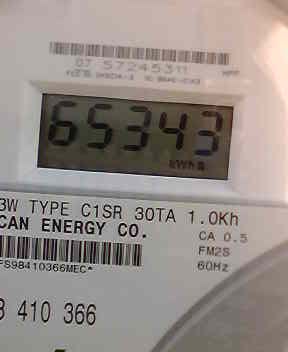 07 57245311
65343
kWh
3W TYPE C1SR 30TA 1.0Kh
CAN ENERGY CO.
CA 0.5
FM2S
FS98410366MEC*
60Hz
410 366